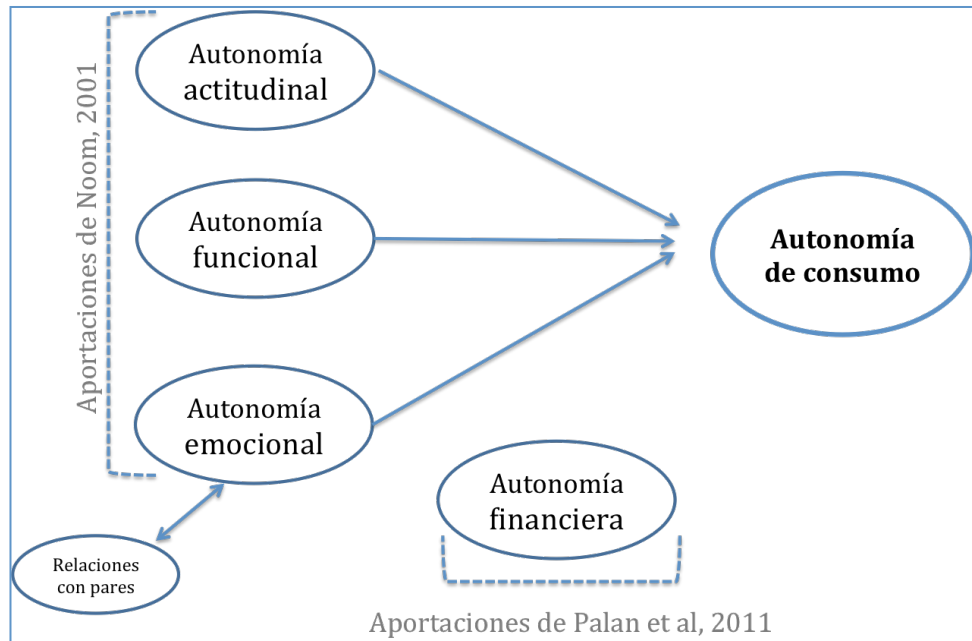 Aportaciones de Noom, 2001
Autonomía
actitudinal
Autonomía
funcional
Autonomía
de consumo
Autonomía
emocional
Autonomía
financiera
Relaciones
con pares
Aportaciones de Palan et al, 2011